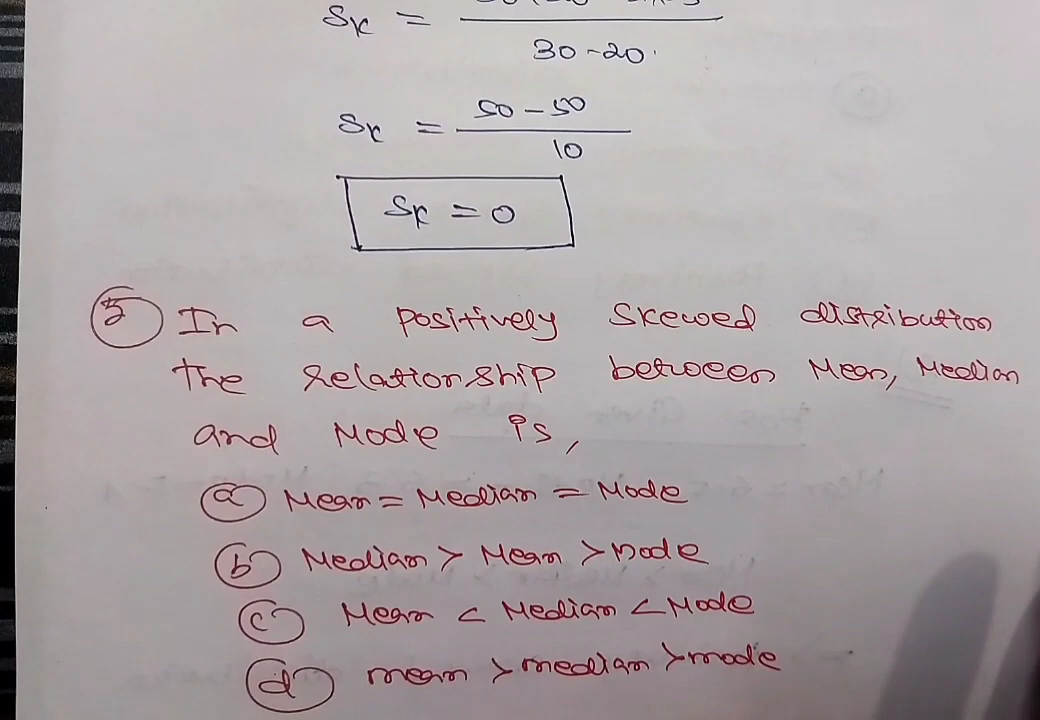 Sk =
30-20
Sk = 50-50
10
Sk = 0
5 In a positively skewed distribution
the relationship between Mean, Median
and Mode is,
a Mean = Median = Mode
b Median > Mean > mode
c Mean < Median < Mode
d mean > median > mode